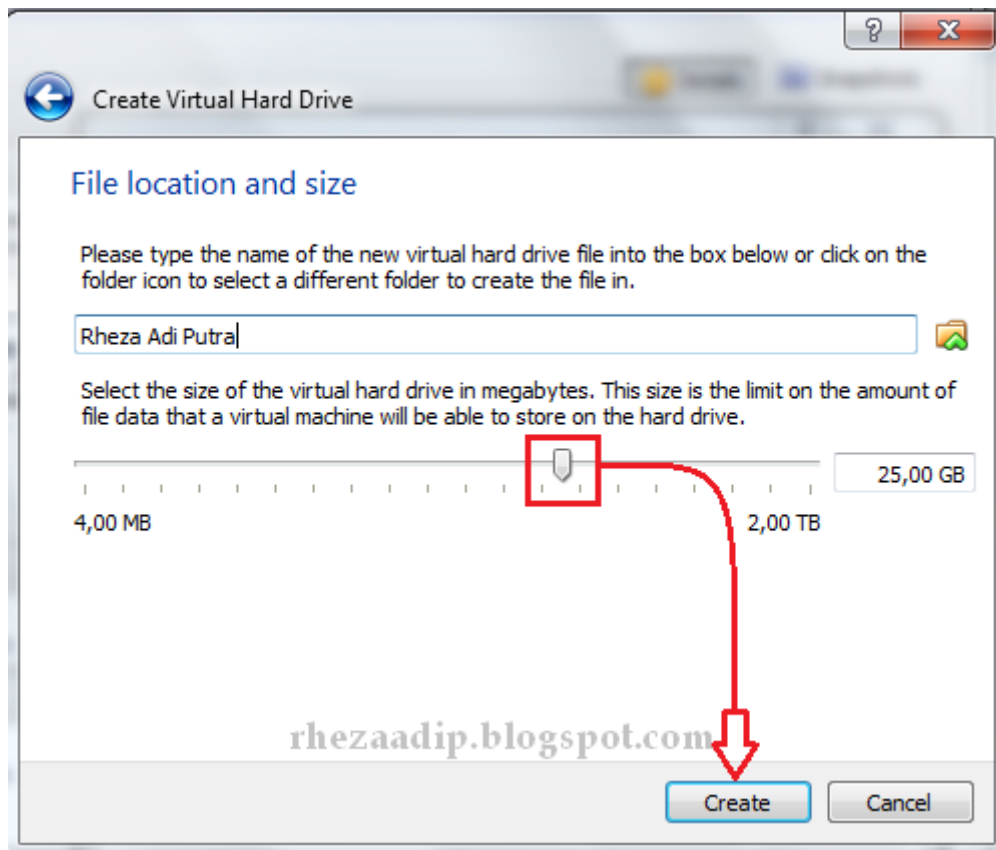 Create Virtual Hard Drive
File location and size
Please type the name of the new virtual hard drive file into the box below or click on the
folder icon to select a different folder to create the file in.
Rheza Adi Putra
Select the size of the virtual hard drive in megabytes. This size is the limit on the amount of
file data that a virtual machine will be able to store on the hard drive.
25,00 GB
4,00 MB 2,00 TB
rhezaadip.blogspot.com
Create Cancel